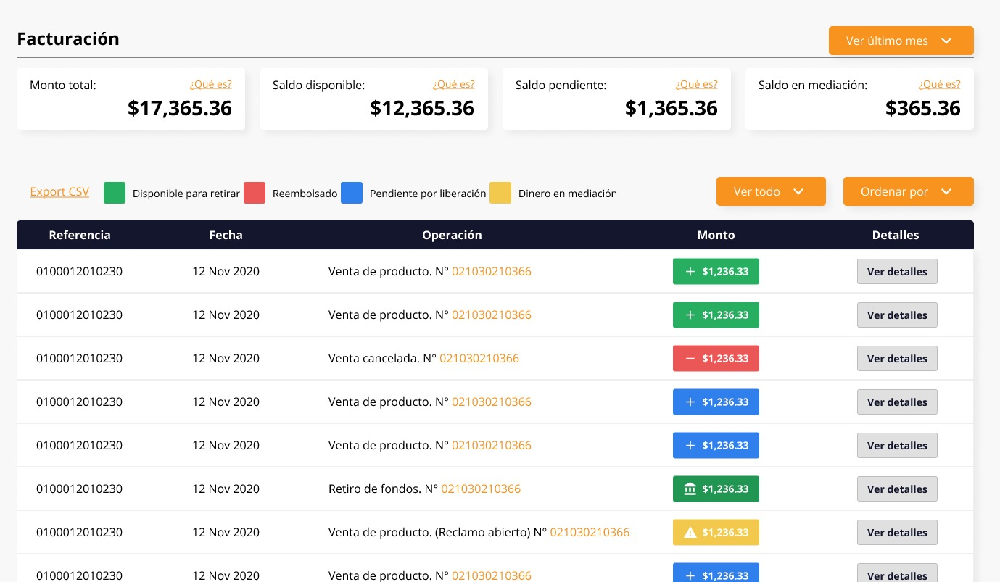 Facturación
Ver último mes
Monto total: ¿Qué es?
$17,365.36
Saldo disponible: ¿Qué es?
$12,365.36
Saldo pendiente: ¿Qué es?
$1,365.36
Saldo en mediación: ¿Qué es?
$365.36
Export CSV Disponible para retirar Reembolsado Pendiente por liberación Dinero en mediación Ver todo Ordenar por
Referencia Fecha Operación Monto Detalles
0100012010230 12 Nov 2020 Venta de producto. N° 021030210366 + $1,236.33 Ver detalles
0100012010230 12 Nov 2020 Venta de producto. N° 021030210366 + $1,236.33 Ver detalles
0100012010230 12 Nov 2020 Venta cancelada. N° 021030210366 − $1,236.33 Ver detalles
0100012010230 12 Nov 2020 Venta de producto. N° 021030210366 + $1,236.33 Ver detalles
0100012010230 12 Nov 2020 Venta de producto. N° 021030210366 + $1,236.33 Ver detalles
0100012010230 12 Nov 2020 Retiro de fondos. N° 021030210366 $1,236.33 Ver detalles
0100012010230 12 Nov 2020 Venta de producto. (Reclamo abierto) N° 021030210366 $1,236.33 Ver detalles
0100012010230 12 Nov 2020 Venta de producto. N° 021030210366 + $1,236.33 Ver detalles